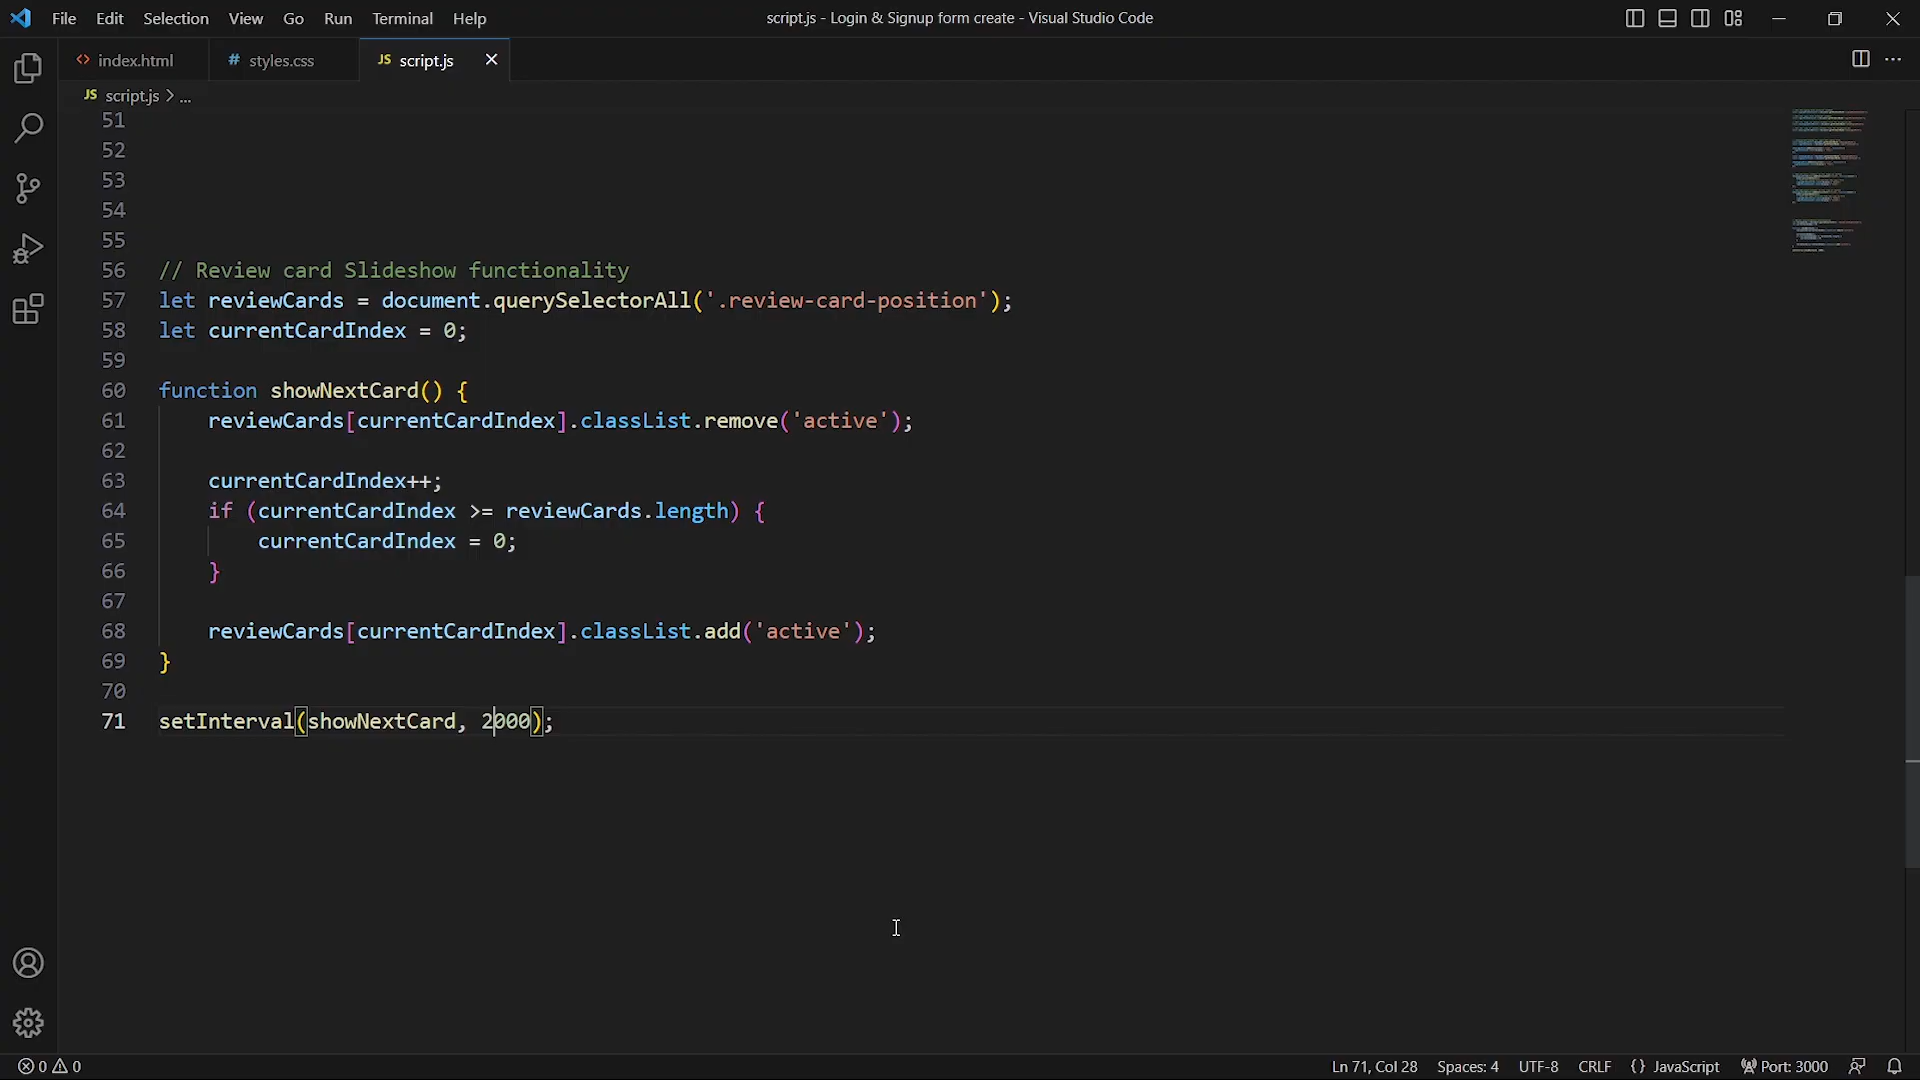 File Edit Selection View Go Run Terminal Help script.js - Login & Signup form create - Visual Studio Code
<> index.html # styles.css JS script.js
JS script.js > ...
51
52
53
54
55
56 // Review card Slideshow functionality
57 let reviewCards = document.querySelectorAll('.review-card-position');
58 let currentCardIndex = 0;
59
60 function showNextCard() {
61 reviewCards[currentCardIndex].classList.remove('active');
62
63 currentCardIndex++;
64 if (currentCardIndex >= reviewCards.length) {
65 currentCardIndex = 0;
66 }
67
68 reviewCards[currentCardIndex].classList.add('active');
69 }
70
71 setInterval(showNextCard, 2000);
0 0 Ln 71, Col 28 Spaces: 4 UTF-8 CRLF {} JavaScript Port: 3000